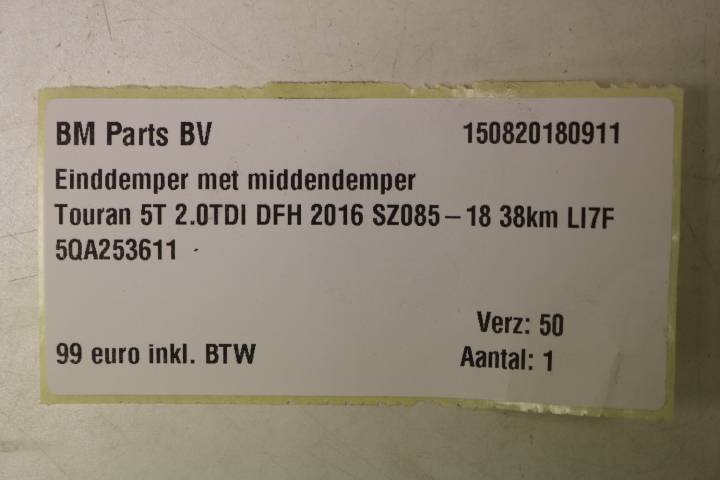 BM Parts BV 150820180911
Einddemper met middendemper
Touran 5T 2.0TDI DFH 2016 SZ085-18 38km LI7F
5QA253611
Verz: 50
99 euro inkl. BTW Aantal: 1